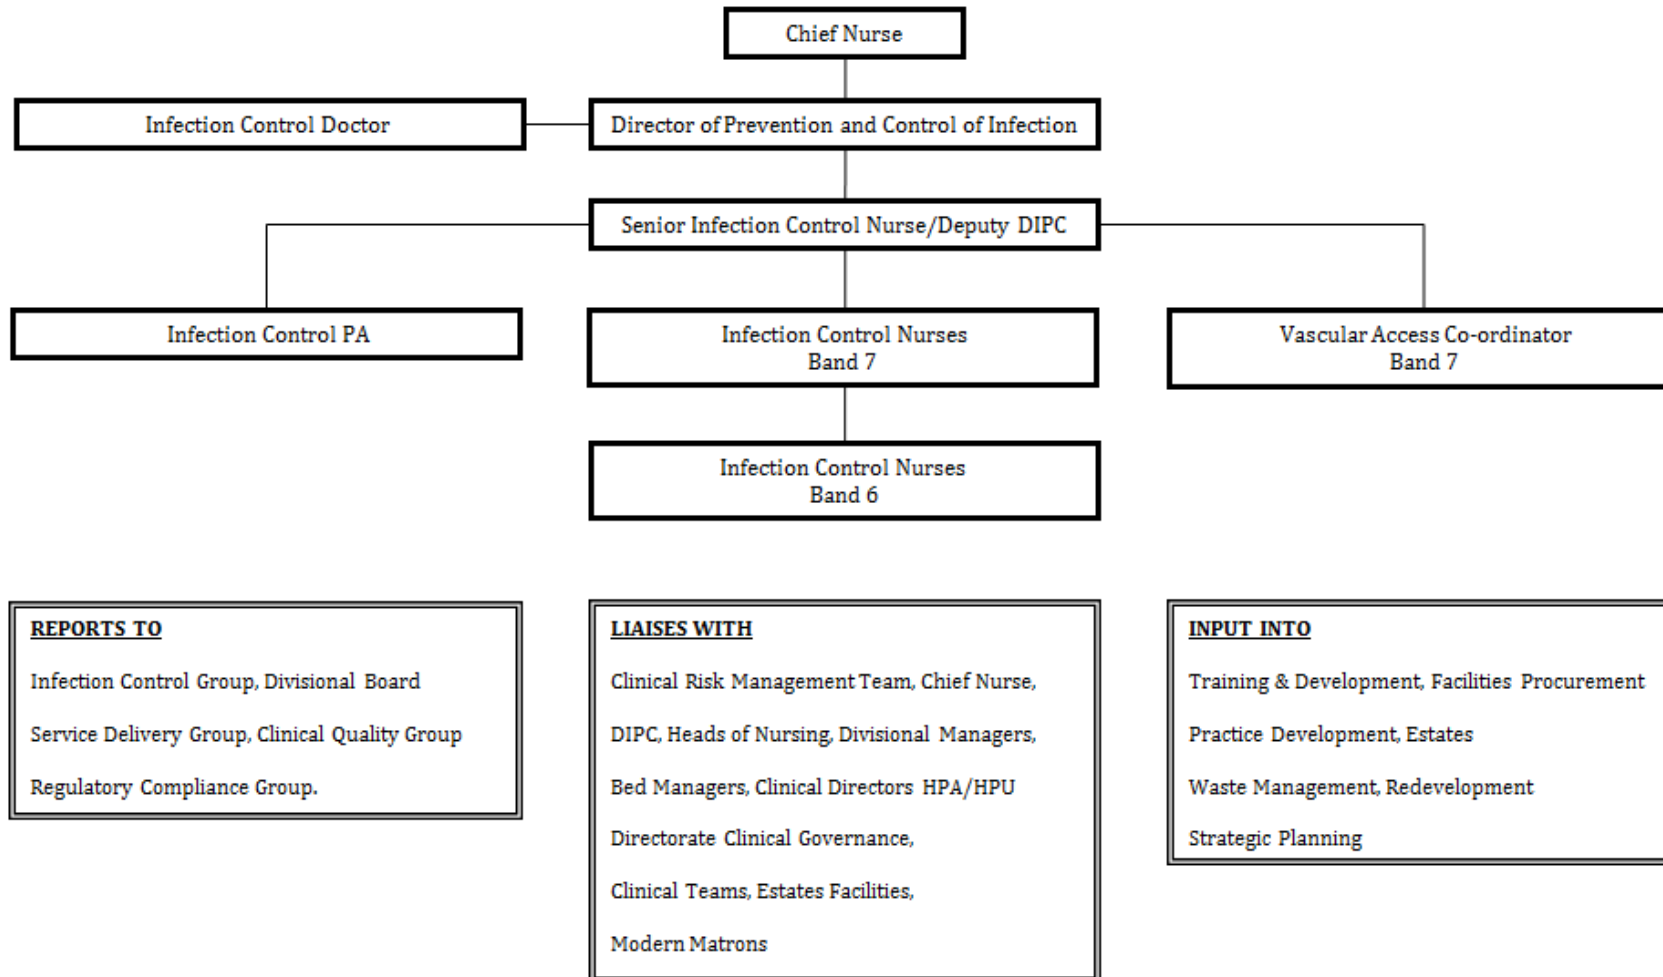 Chief Nurse
Infection Control Doctor
Director of Prevention and Control of Infection
Senior Infection Control Nurse/Deputy DIPC
Infection Control PA
Infection Control Nurses
Band 7
Vascular Access Co-ordinator
Band 7
Infection Control Nurses
Band 6
REPORTS TO
Infection Control Group, Divisional Board
Service Delivery Group, Clinical Quality Group
Regulatory Compliance Group.
LIAISES WITH
Clinical Risk Management Team, Chief Nurse,
DIPC, Heads of Nursing, Divisional Managers,
Bed Managers, Clinical Directors HPA/HPU
Directorate Clinical Governance,
Clinical Teams, Estates Facilities,
Modern Matrons
INPUT INTO
Training & Development, Facilities Procurement
Practice Development, Estates
Waste Management, Redevelopment
Strategic Planning